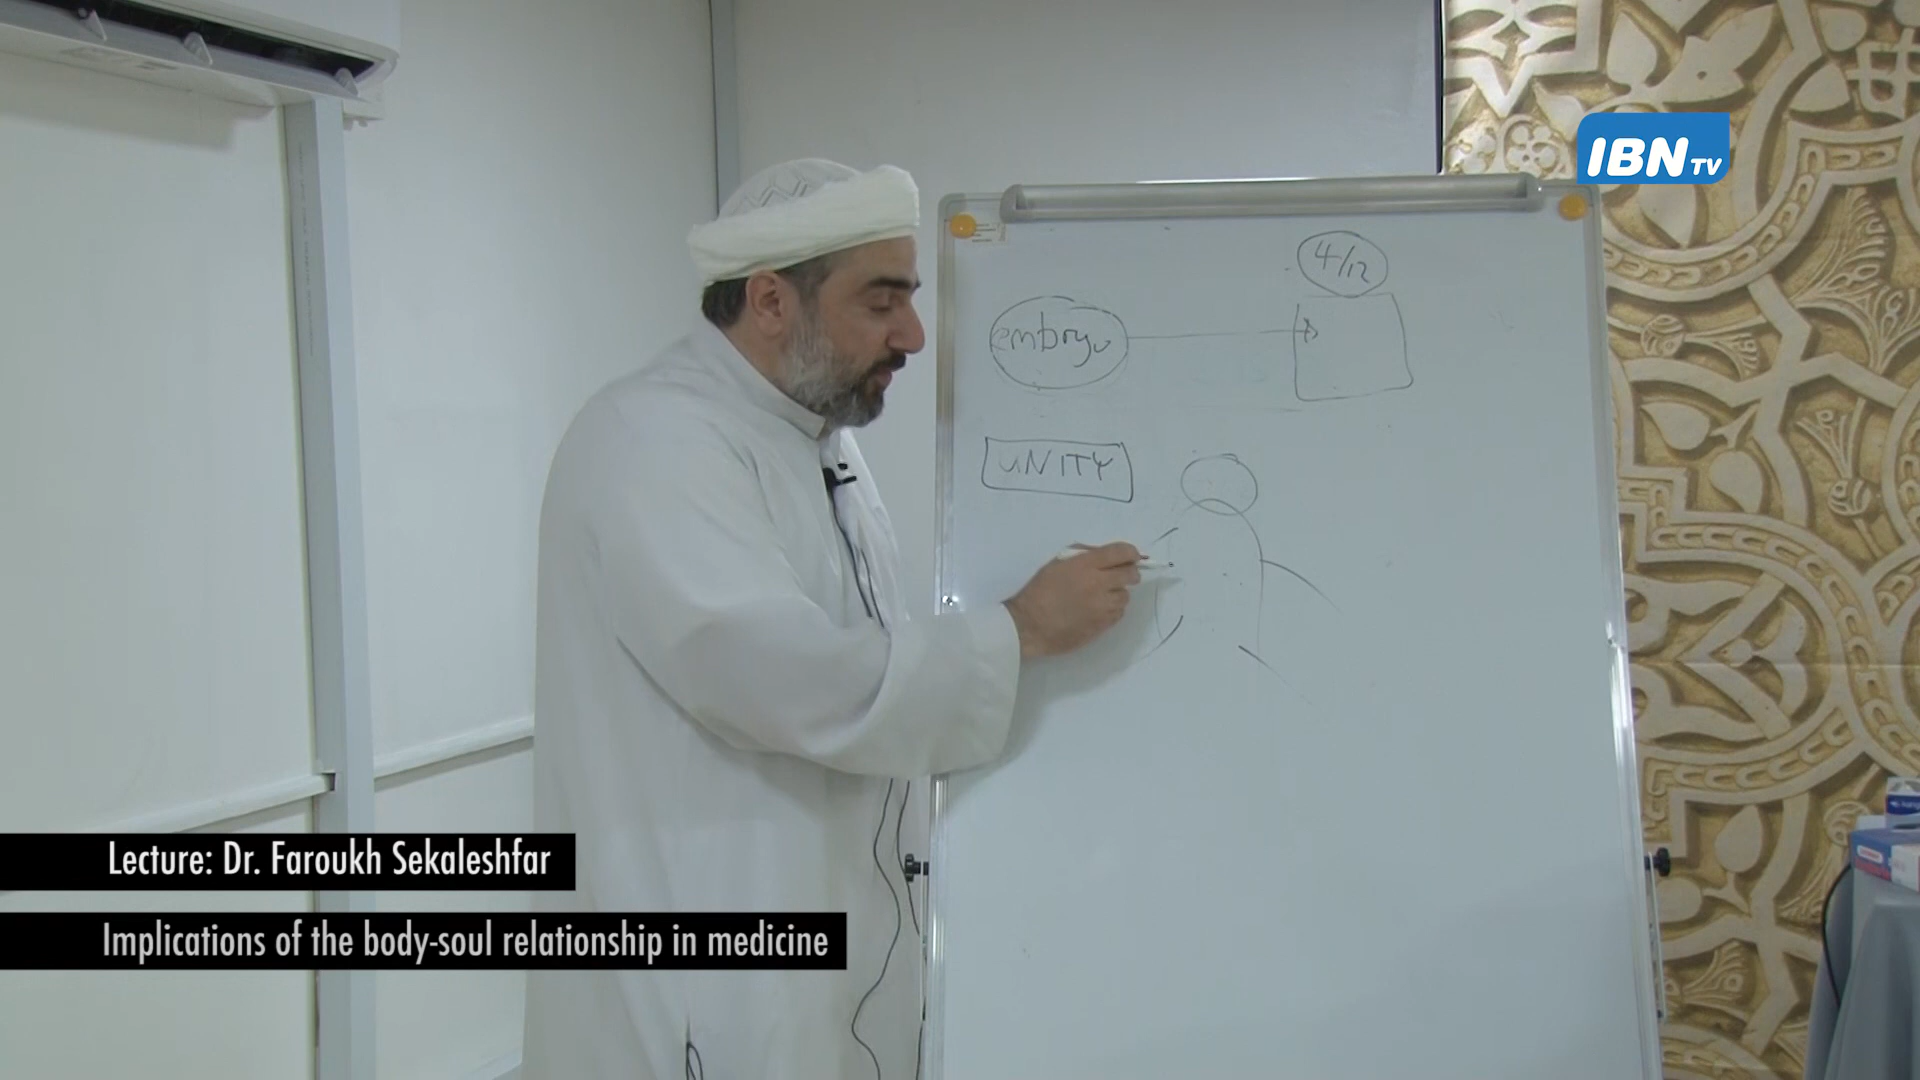 IBN TV
4/12
embryo
UNITY
Lecture: Dr. Faroukh Sekaleshfar
Implications of the body-soul relationship in medicine